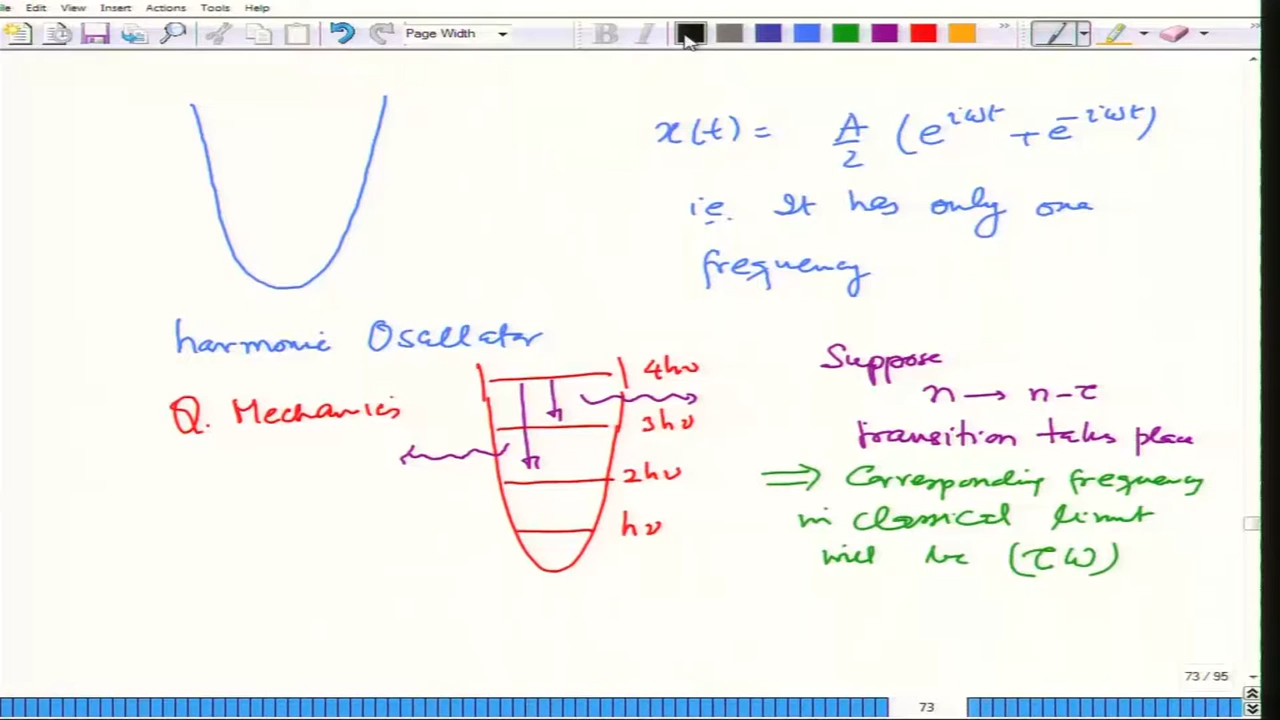 File Edit View Insert Actions Tools Help
Page Width
B I
x(t) = A/2 (e^{iωt} + e^{-iωt})
i.e. It has only one
frequency
harmonic Oscillator
Q. Mechanics
4hν
3hν
2hν
hν
Suppose
n → n-τ
transition takes place
⇒ Corresponding frequency
in classical limit
will be (τω)
73 / 95
73